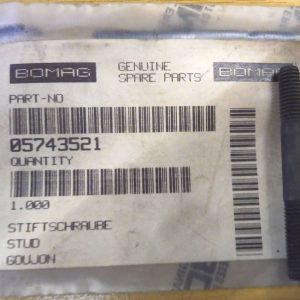 BOMAG GENUINE SPARE PARTS BOMAG
PART-NO
05743521
QUANTITY
1.000
STIFTSCHRAUBE
STUD
GOUJON